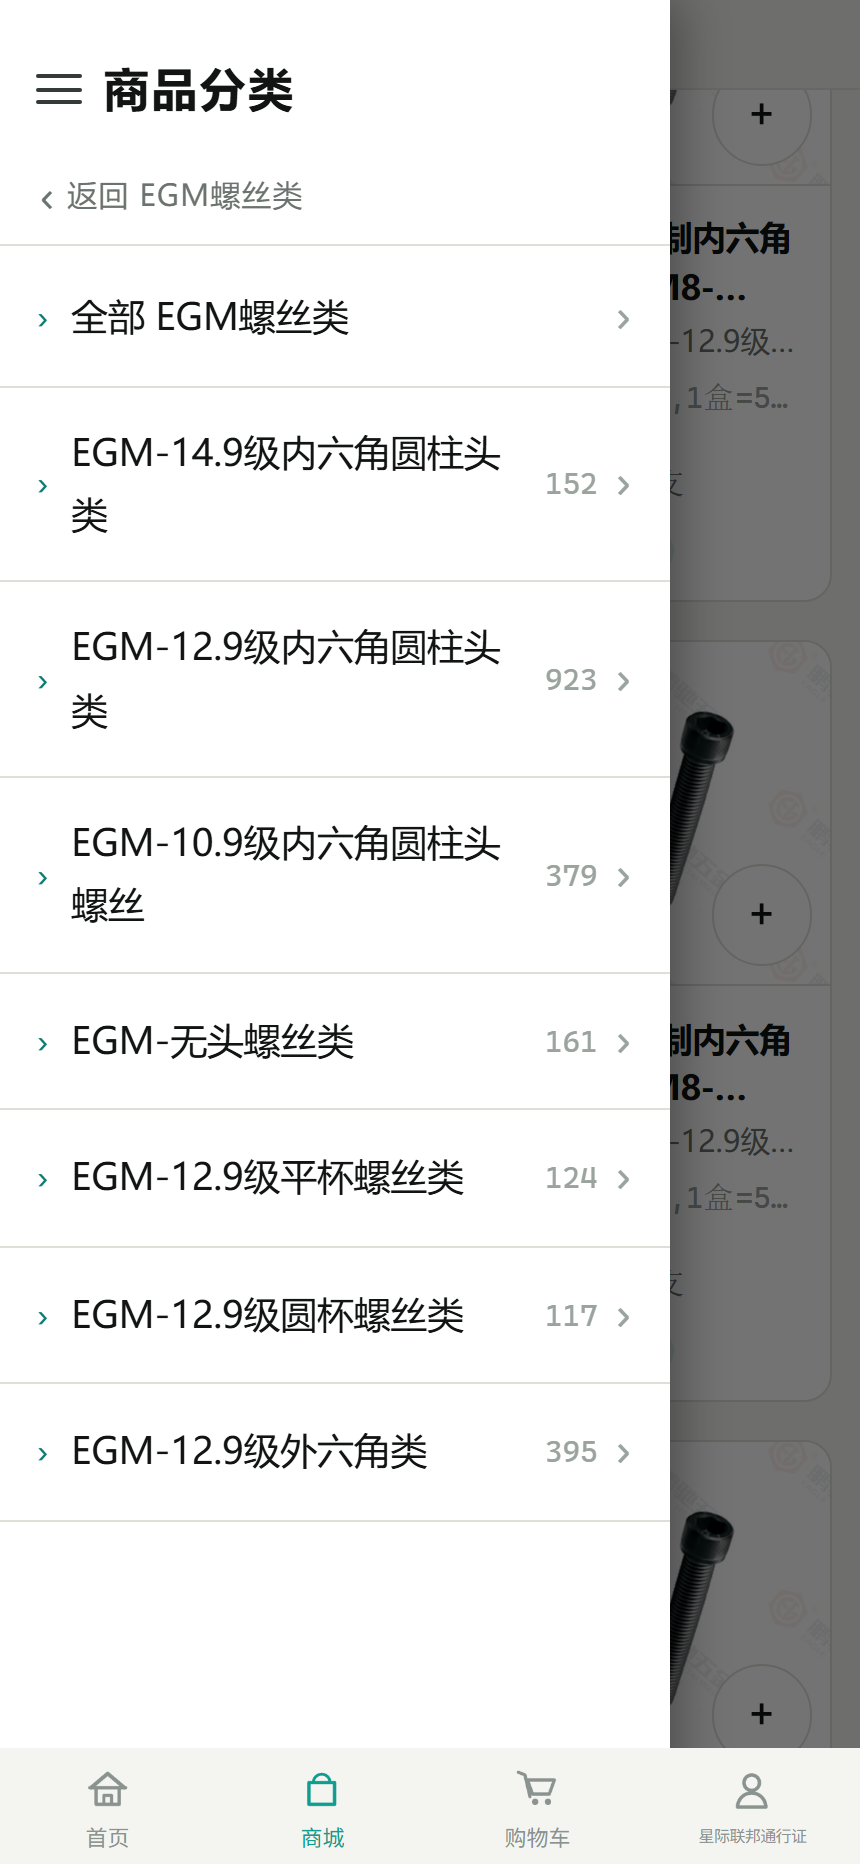 商品分类
‹ 返回 EGM螺丝类
› 全部 EGM螺丝类 ›
› EGM-14.9级内六角圆柱头
类
152 ›
› EGM-12.9级内六角圆柱头
类
923 ›
› EGM-10.9级内六角圆柱头
螺丝
379 ›
› EGM-无头螺丝类 161 ›
› EGM-12.9级平杯螺丝类 124 ›
› EGM-12.9级圆杯螺丝类 117 ›
› EGM-12.9级外六角类 395 ›
+
制内六角
M8-...
-12.9级...
,1盒=5...
支
+
制内六角
M8-...
-12.9级...
,1盒=5...
支
+
首页
商城
购物车
星际联邦通行证